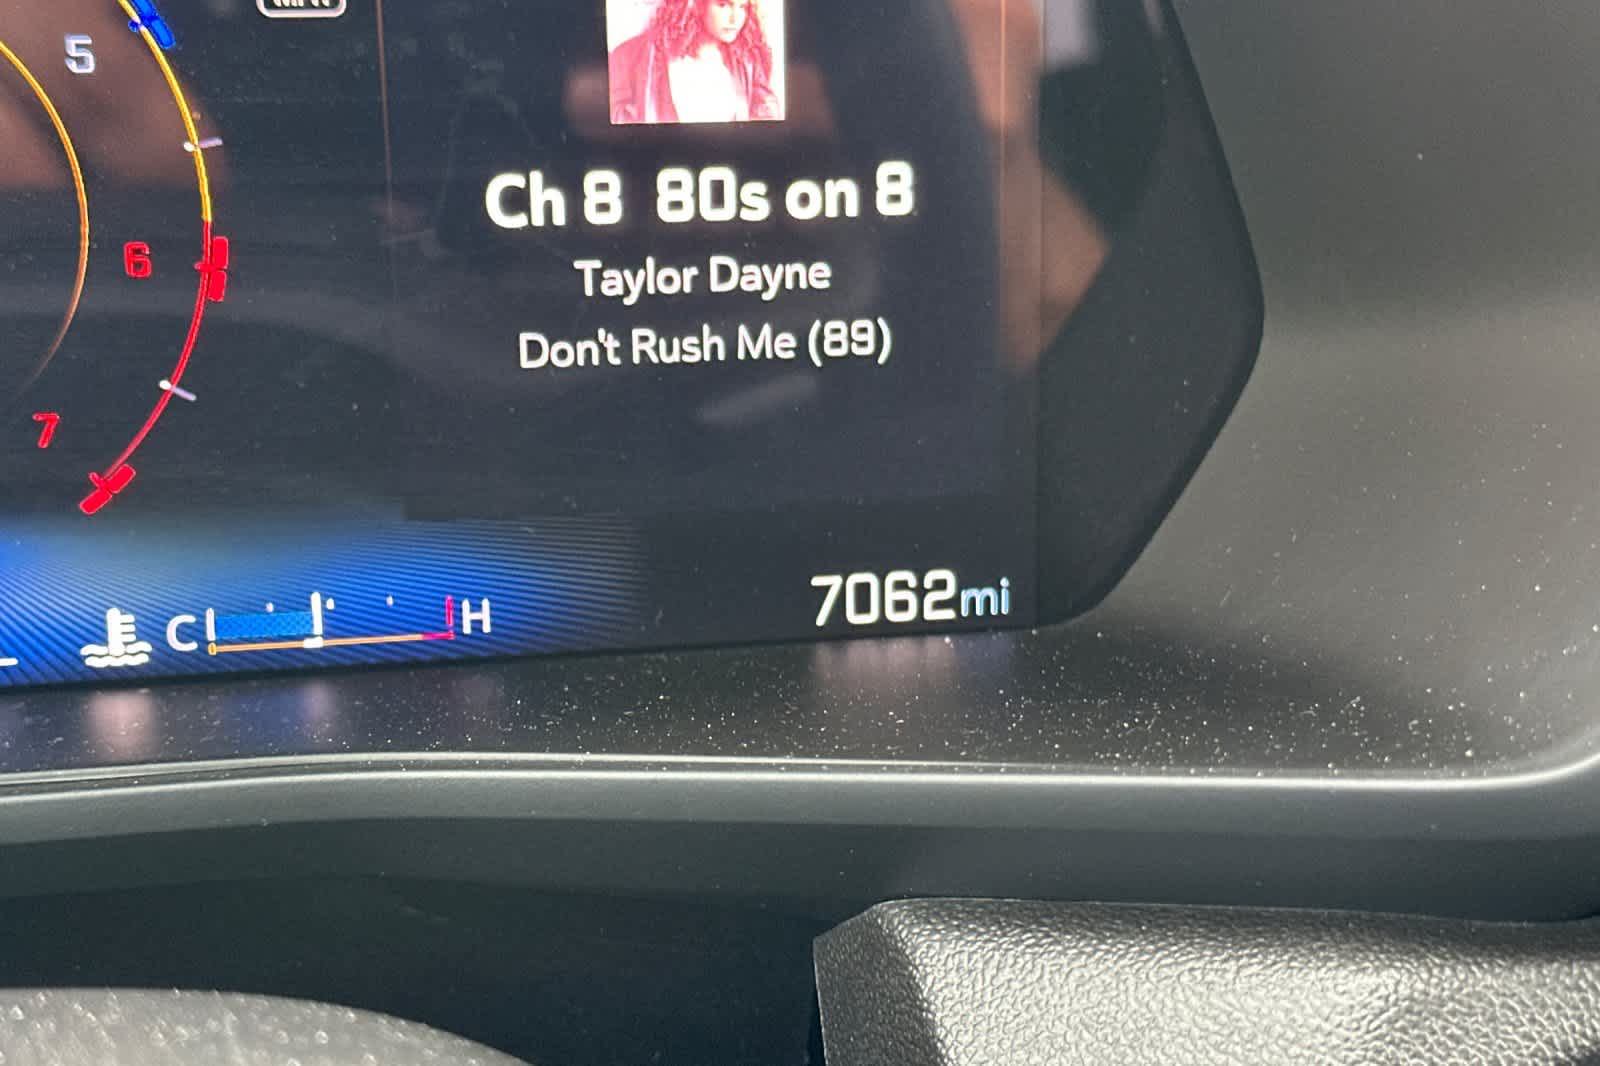 5
Ch 8 80s on 8
6
Taylor Dayne
Don't Rush Me (89)
7
7062mi
C H